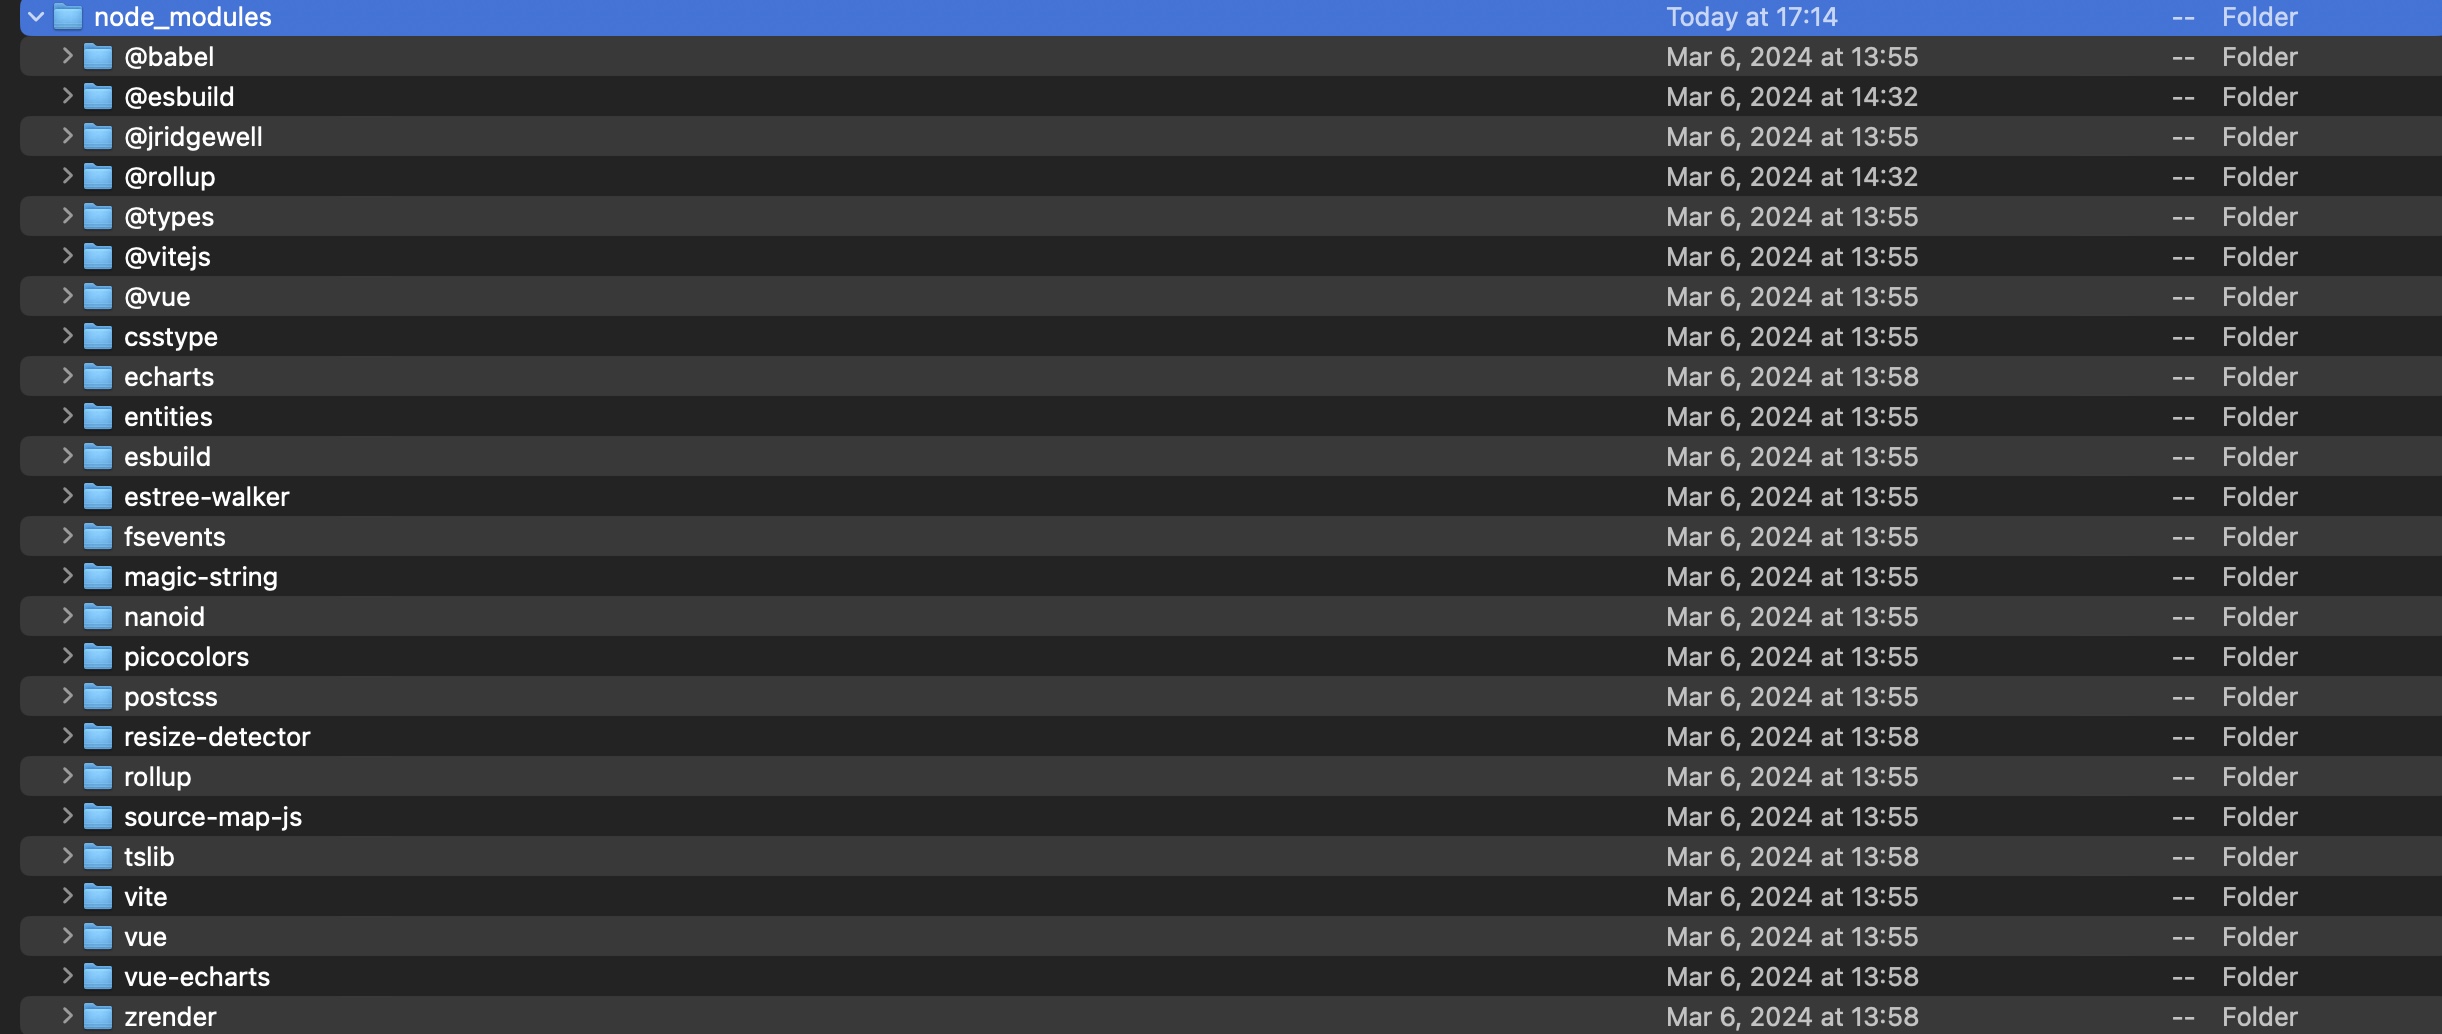 node_modules Today at 17:14 -- Folder
@babel Mar 6, 2024 at 13:55 -- Folder
@esbuild Mar 6, 2024 at 14:32 -- Folder
@jridgewell Mar 6, 2024 at 13:55 -- Folder
@rollup Mar 6, 2024 at 14:32 -- Folder
@types Mar 6, 2024 at 13:55 -- Folder
@vitejs Mar 6, 2024 at 13:55 -- Folder
@vue Mar 6, 2024 at 13:55 -- Folder
csstype Mar 6, 2024 at 13:55 -- Folder
echarts Mar 6, 2024 at 13:58 -- Folder
entities Mar 6, 2024 at 13:55 -- Folder
esbuild Mar 6, 2024 at 13:55 -- Folder
estree-walker Mar 6, 2024 at 13:55 -- Folder
fsevents Mar 6, 2024 at 13:55 -- Folder
magic-string Mar 6, 2024 at 13:55 -- Folder
nanoid Mar 6, 2024 at 13:55 -- Folder
picocolors Mar 6, 2024 at 13:55 -- Folder
postcss Mar 6, 2024 at 13:55 -- Folder
resize-detector Mar 6, 2024 at 13:58 -- Folder
rollup Mar 6, 2024 at 13:55 -- Folder
source-map-js Mar 6, 2024 at 13:55 -- Folder
tslib Mar 6, 2024 at 13:58 -- Folder
vite Mar 6, 2024 at 13:55 -- Folder
vue Mar 6, 2024 at 13:55 -- Folder
vue-echarts Mar 6, 2024 at 13:58 -- Folder
zrender Mar 6, 2024 at 13:58 -- Folder